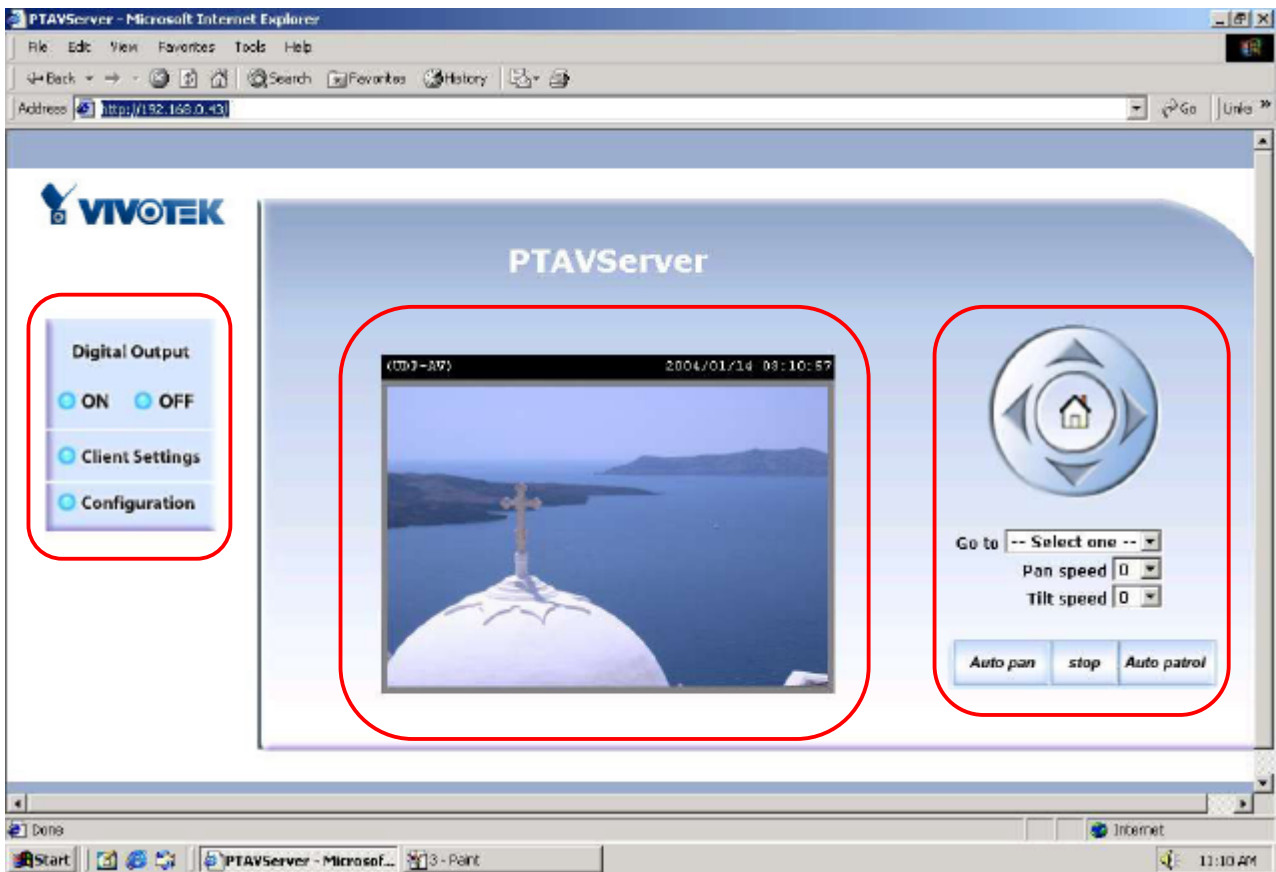 PTAVServer - Microsoft Internet Explorer
File Edit View Favorites Tools Help
Back Search Favorites History
Address http://192.168.0.43/ Go Links »
VIVOTEK
PTAVServer
Digital Output
ON OFF
Client Settings
Configuration
(UDP-AV) 2004/01/14 08:10:57
Go to -- Select one --
Pan speed 0
Tilt speed 0
Auto pan stop Auto patrol
Done Internet
Start PTAVServer - Microsof... 3 - Paint 11:10 AM